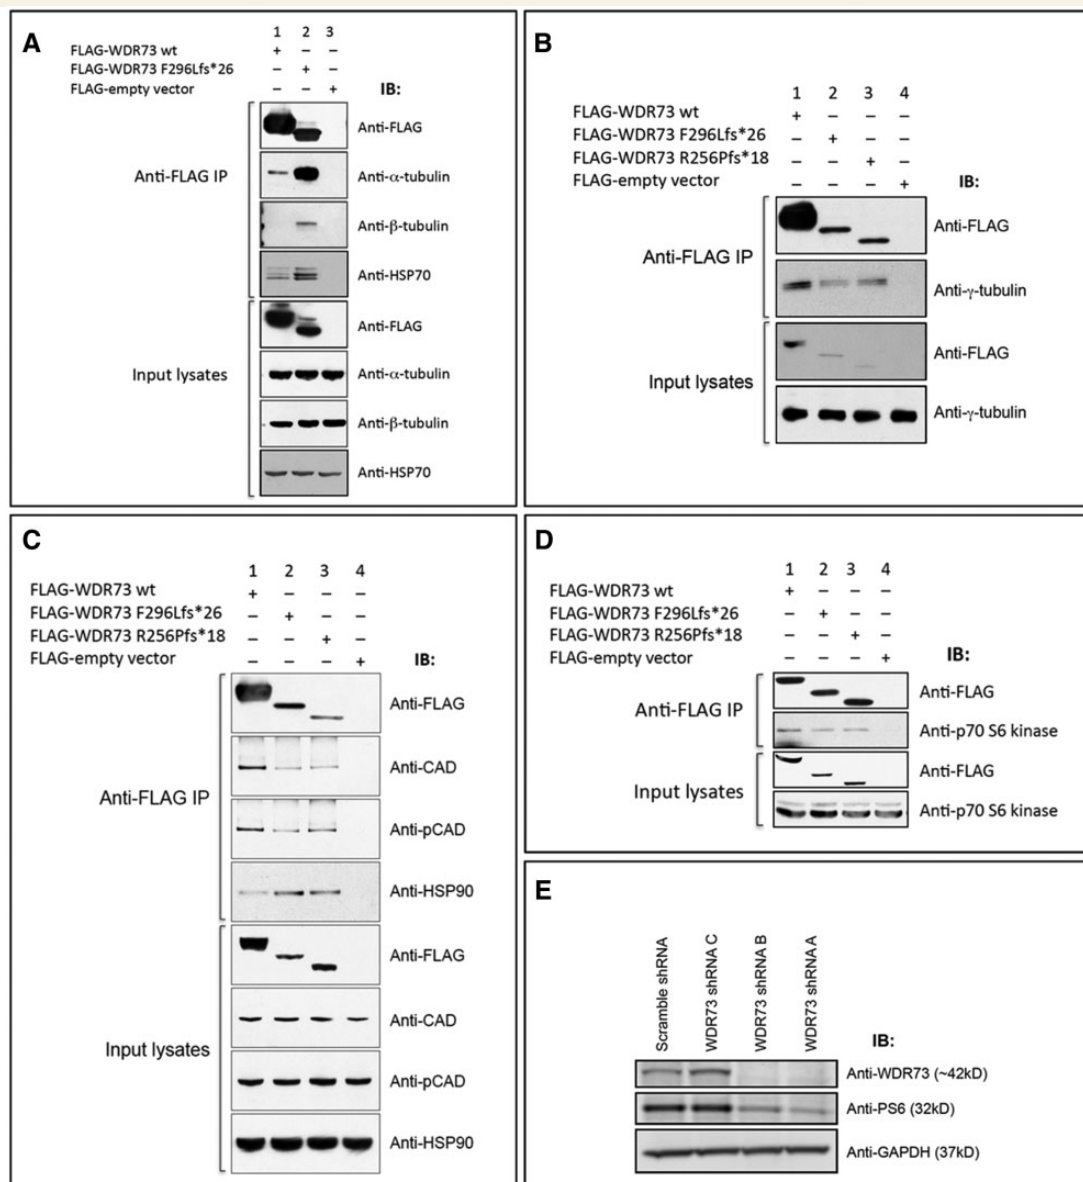 A
1 2 3
FLAG-WDR73 wt + – –
FLAG-WDR73 F296Lfs*26 – + –
FLAG-empty vector – – + IB:
Anti-FLAG IP
Anti-FLAG
Anti-α-tubulin
Anti-β-tubulin
Anti-HSP70
Input lysates
Anti-FLAG
Anti-α-tubulin
Anti-β-tubulin
Anti-HSP70
B
1 2 3 4
FLAG-WDR73 wt + – – –
FLAG-WDR73 F296Lfs*26 – + – –
FLAG-WDR73 R256Pfs*18 – – + –
FLAG-empty vector – – – + IB:
Anti-FLAG IP
Anti-FLAG
Anti-γ-tubulin
Input lysates
Anti-FLAG
Anti-γ-tubulin
C
1 2 3 4
FLAG-WDR73 wt + – – –
FLAG-WDR73 F296Lfs*26 – + – –
FLAG-WDR73 R256Pfs*18 – – + –
FLAG-empty vector – – – + IB:
Anti-FLAG IP
Anti-FLAG
Anti-CAD
Anti-pCAD
Anti-HSP90
Input lysates
Anti-FLAG
Anti-CAD
Anti-pCAD
Anti-HSP90
D
1 2 3 4
FLAG-WDR73 wt + – – –
FLAG-WDR73 F296Lfs*26 – + – –
FLAG-WDR73 R256Pfs*18 – – + –
FLAG-empty vector – – – + IB:
Anti-FLAG IP
Anti-FLAG
Anti-p70 S6 kinase
Input lysates
Anti-FLAG
Anti-p70 S6 kinase
E
Scramble shRNA
WDR73 shRNA C
WDR73 shRNA B
WDR73 shRNA A
IB:
Anti-WDR73 (~42kD)
Anti-PS6 (32kD)
Anti-GAPDH (37kD)